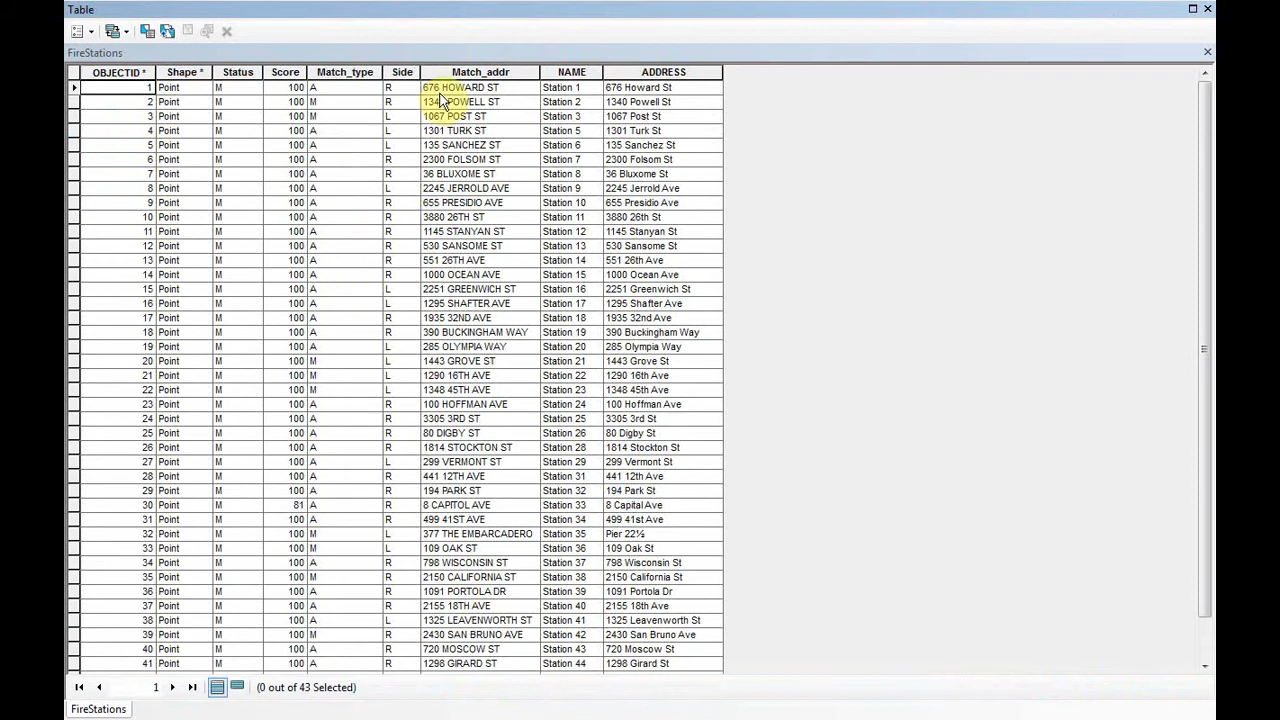 Table
FireStations
OBJECTID * Shape * Status Score Match_type Side Match_addr NAME ADDRESS
1 Point M 100 A R 676 HOWARD ST Station 1 676 Howard St
2 Point M 100 M R 1340 POWELL ST Station 2 1340 Powell St
3 Point M 100 M L 1067 POST ST Station 3 1067 Post St
4 Point M 100 A L 1301 TURK ST Station 5 1301 Turk St
5 Point M 100 A L 135 SANCHEZ ST Station 6 135 Sanchez St
6 Point M 100 A R 2300 FOLSOM ST Station 7 2300 Folsom St
7 Point M 100 A R 36 BLUXOME ST Station 8 36 Bluxome St
8 Point M 100 A L 2245 JERROLD AVE Station 9 2245 Jerrold Ave
9 Point M 100 A R 655 PRESIDIO AVE Station 10 655 Presidio Ave
10 Point M 100 A R 3880 26TH ST Station 11 3880 26th St
11 Point M 100 A R 1145 STANYAN ST Station 12 1145 Stanyan St
12 Point M 100 A R 530 SANSOME ST Station 13 530 Sansome St
13 Point M 100 A R 551 26TH AVE Station 14 551 26th Ave
14 Point M 100 A R 1000 OCEAN AVE Station 15 1000 Ocean Ave
15 Point M 100 A L 2251 GREENWICH ST Station 16 2251 Greenwich St
16 Point M 100 A L 1295 SHAFTER AVE Station 17 1295 Shafter Ave
17 Point M 100 A R 1935 32ND AVE Station 18 1935 32nd Ave
18 Point M 100 A R 390 BUCKINGHAM WAY Station 19 390 Buckingham Way
19 Point M 100 A L 285 OLYMPIA WAY Station 20 285 Olympia Way
20 Point M 100 M L 1443 GROVE ST Station 21 1443 Grove St
21 Point M 100 M L 1290 16TH AVE Station 22 1290 16th Ave
22 Point M 100 M L 1348 45TH AVE Station 23 1348 45th Ave
23 Point M 100 A R 100 HOFFMAN AVE Station 24 100 Hoffman Ave
24 Point M 100 A R 3305 3RD ST Station 25 3305 3rd St
25 Point M 100 A R 80 DIGBY ST Station 26 80 Digby St
26 Point M 100 A R 1814 STOCKTON ST Station 28 1814 Stockton St
27 Point M 100 A L 299 VERMONT ST Station 29 299 Vermont St
28 Point M 100 A R 441 12TH AVE Station 31 441 12th Ave
29 Point M 100 A R 194 PARK ST Station 32 194 Park St
30 Point M 81 A R 8 CAPITOL AVE Station 33 8 Capital Ave
31 Point M 100 A R 499 41ST AVE Station 34 499 41st Ave
32 Point M 100 M L 377 THE EMBARCADERO Station 35 Pier 22½
33 Point M 100 M L 109 OAK ST Station 36 109 Oak St
34 Point M 100 A R 798 WISCONSIN ST Station 37 798 Wisconsin St
35 Point M 100 M R 2150 CALIFORNIA ST Station 38 2150 California St
36 Point M 100 A R 1091 PORTOLA DR Station 39 1091 Portola Dr
37 Point M 100 A R 2155 18TH AVE Station 40 2155 18th Ave
38 Point M 100 A L 1325 LEAVENWORTH ST Station 41 1325 Leavenworth St
39 Point M 100 M R 2430 SAN BRUNO AVE Station 42 2430 San Bruno Ave
40 Point M 100 A R 720 MOSCOW ST Station 43 720 Moscow St
41 Point M 100 A R 1298 GIRARD ST Station 44 1298 Girard St
1 (0 out of 43 Selected)
FireStations